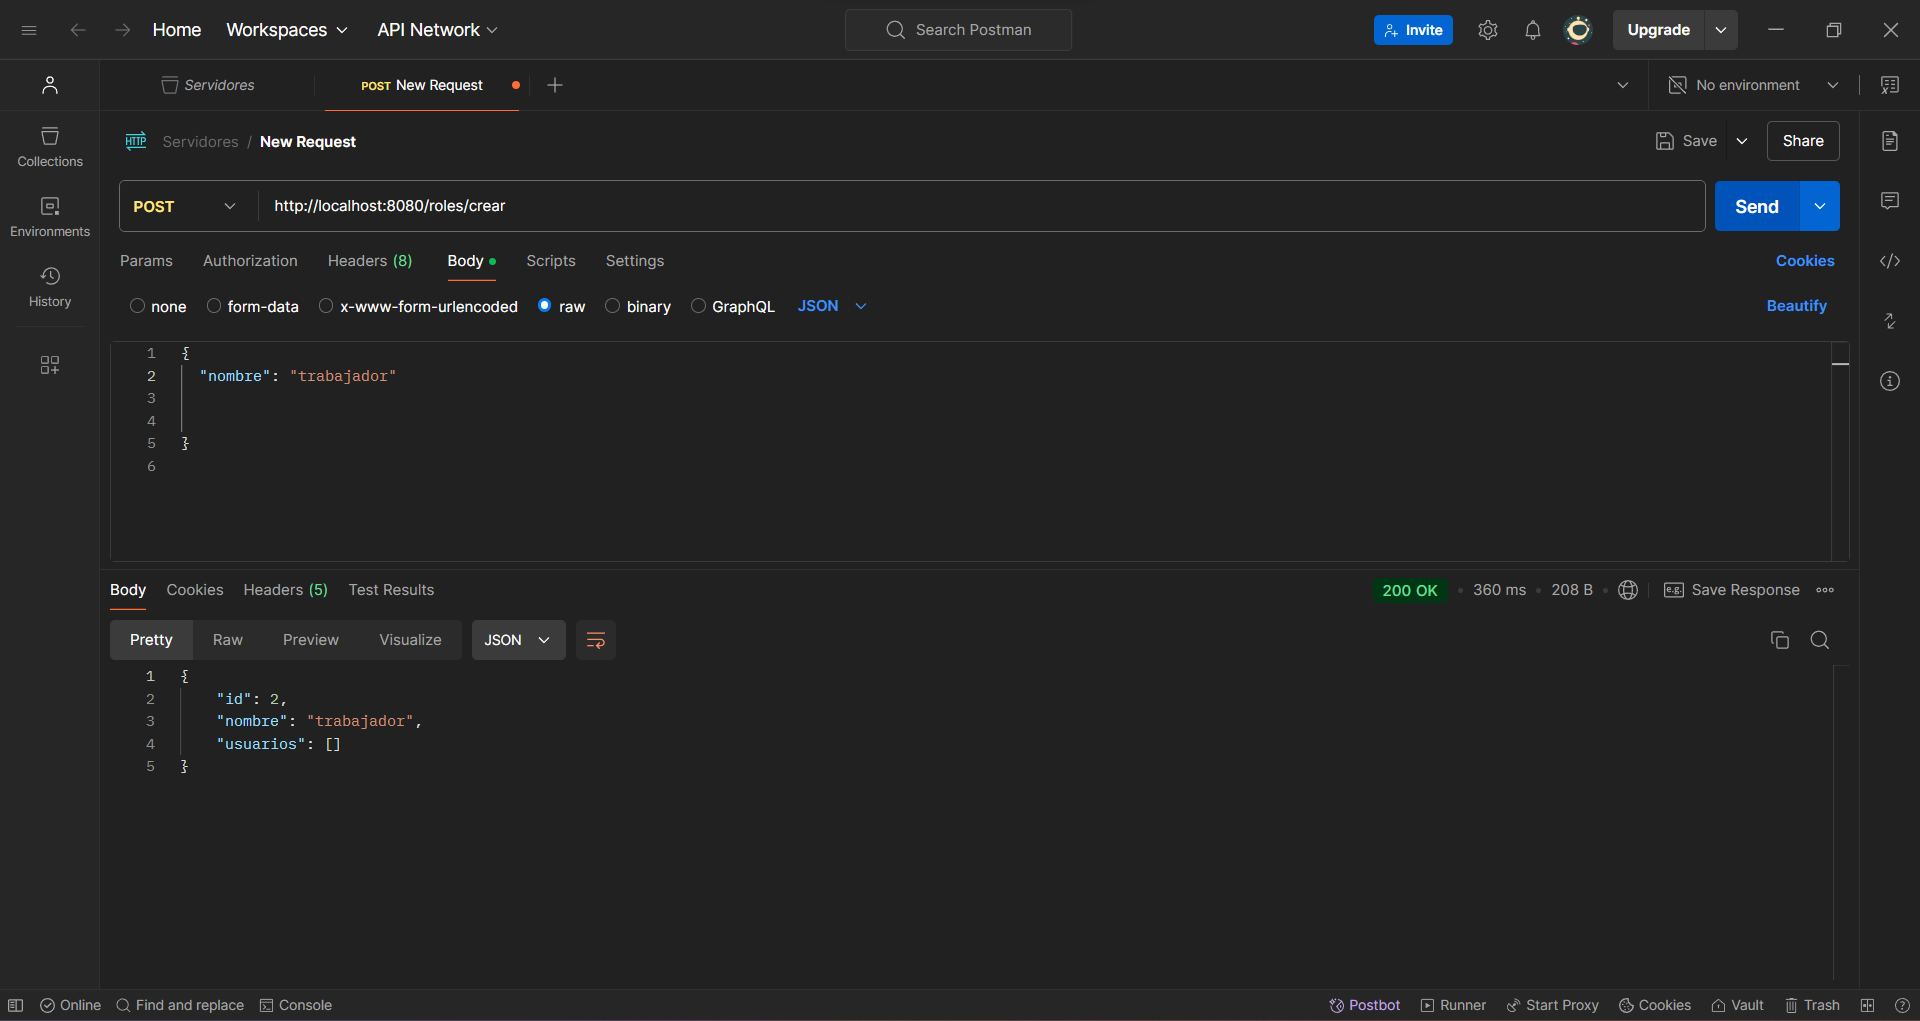 Home Workspaces API Network Search Postman Invite Upgrade
Servidores POST New Request No environment
HTTP Servidores / New Request Save Share
Collections
Environments
History
POST http://localhost:8080/roles/crear Send
Params Authorization Headers (8) Body Scripts Settings Cookies
none form-data x-www-form-urlencoded raw binary GraphQL JSON Beautify
1 {
2 "nombre": "trabajador"
3
4
5 }
6
Body Cookies Headers (5) Test Results 200 OK 360 ms 208 B e.g. Save Response
Pretty Raw Preview Visualize JSON
1 {
2 "id": 2,
3 "nombre": "trabajador",
4 "usuarios": []
5 }
Online Find and replace Console Postbot Runner Start Proxy Cookies Vault Trash